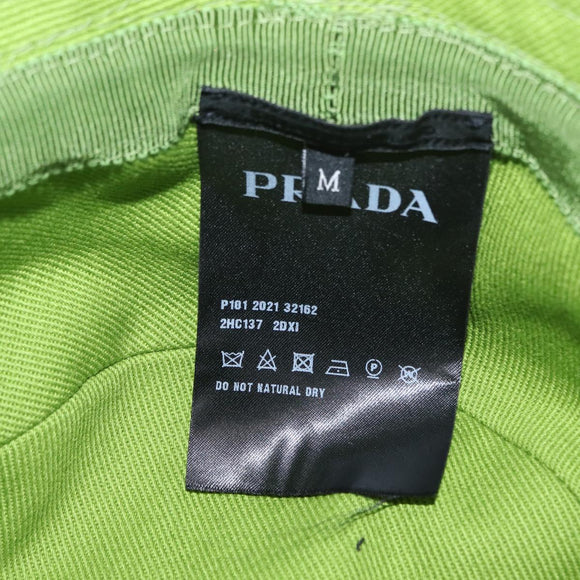 PRADA
M
P101 2021 32162
2HC137 2DXI
P
DO NOT NATURAL DRY